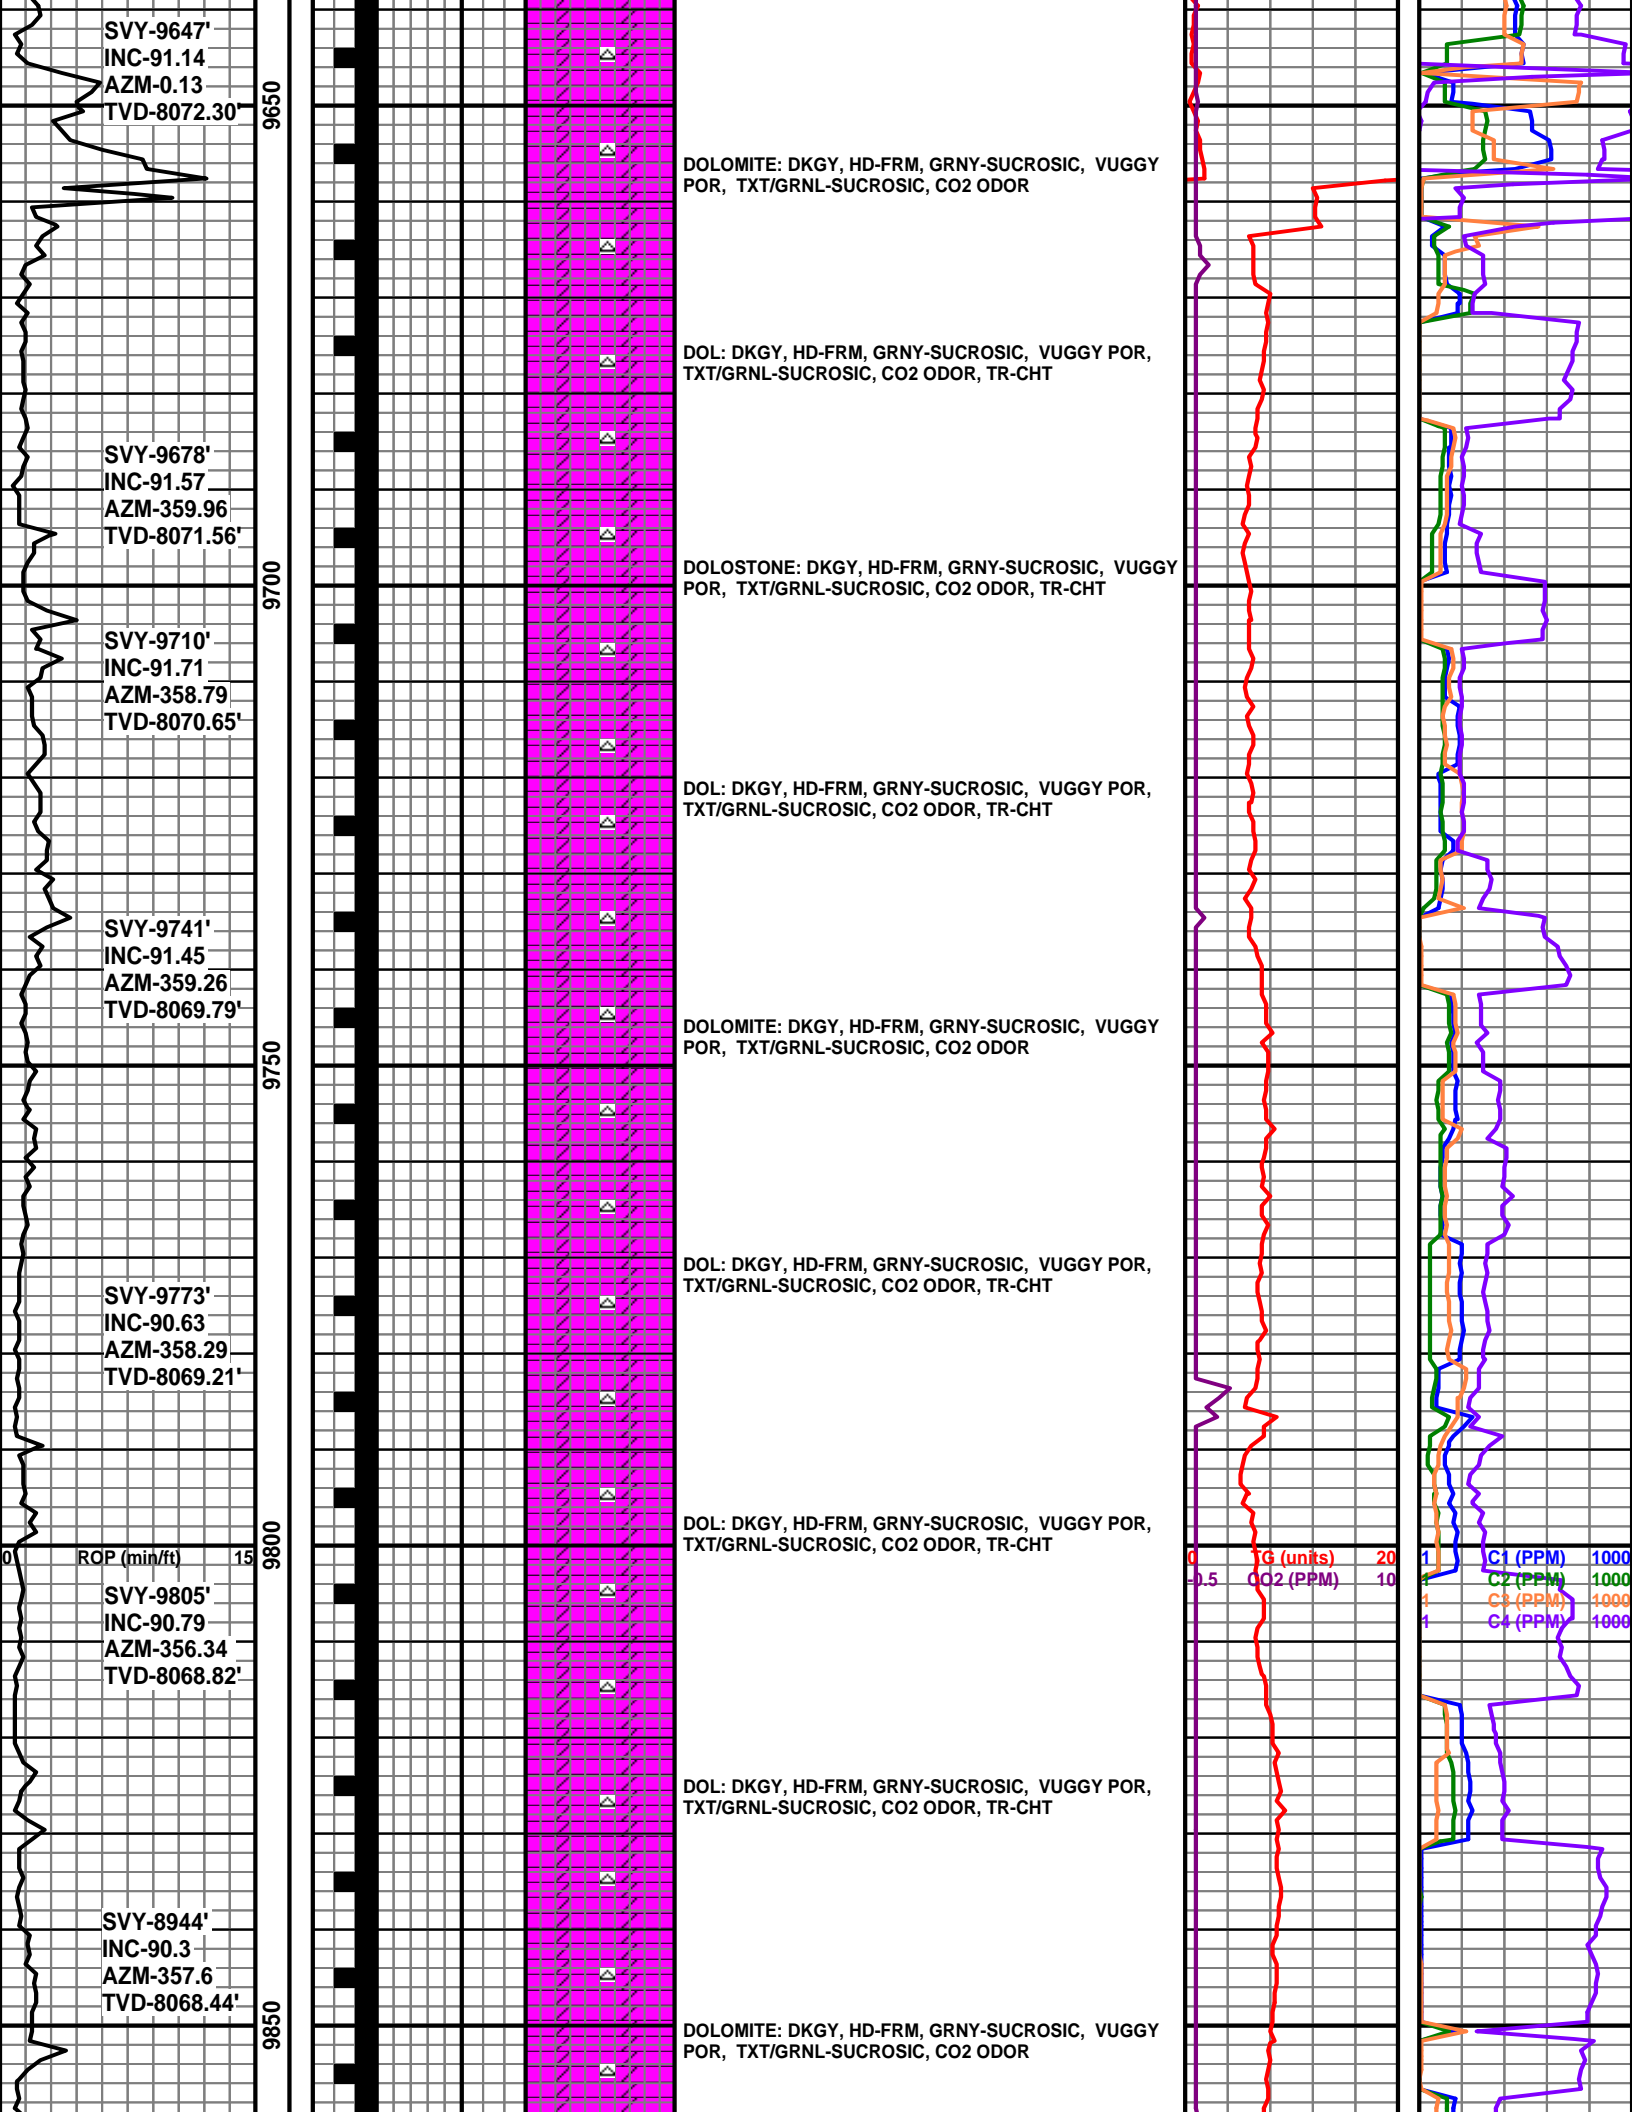 SVY-9647'
INC-91.14
AZM-0.13
TVD-8072.30'
9650
DOLOMITE: DKGY, HD-FRM, GRNY-SUCROSIC, VUGGY
POR, TXT/GRNL-SUCROSIC, CO2 ODOR
DOL: DKGY, HD-FRM, GRNY-SUCROSIC, VUGGY POR,
TXT/GRNL-SUCROSIC, CO2 ODOR, TR-CHT
SVY-9678'
INC-91.57
AZM-359.96
TVD-8071.56'
9700
DOLOSTONE: DKGY, HD-FRM, GRNY-SUCROSIC, VUGGY
POR, TXT/GRNL-SUCROSIC, CO2 ODOR, TR-CHT
SVY-9710'
INC-91.71
AZM-358.79
TVD-8070.65'
DOL: DKGY, HD-FRM, GRNY-SUCROSIC, VUGGY POR,
TXT/GRNL-SUCROSIC, CO2 ODOR, TR-CHT
SVY-9741'
INC-91.45
AZM-359.26
TVD-8069.79'
DOLOMITE: DKGY, HD-FRM, GRNY-SUCROSIC, VUGGY
POR, TXT/GRNL-SUCROSIC, CO2 ODOR
9750
DOL: DKGY, HD-FRM, GRNY-SUCROSIC, VUGGY POR,
TXT/GRNL-SUCROSIC, CO2 ODOR, TR-CHT
SVY-9773'
INC-90.63
AZM-358.29
TVD-8069.21'
DOL: DKGY, HD-FRM, GRNY-SUCROSIC, VUGGY POR,
TXT/GRNL-SUCROSIC, CO2 ODOR, TR-CHT
9800
0 ROP (min/ft) 15
0 TG (units) 20
-0.5 CO2 (PPM) 10
1 C1 (PPM) 1000
1 C2 (PPM) 1000
1 C3 (PPM) 1000
1 C4 (PPM) 1000
SVY-9805'
INC-90.79
AZM-356.34
TVD-8068.82'
DOL: DKGY, HD-FRM, GRNY-SUCROSIC, VUGGY POR,
TXT/GRNL-SUCROSIC, CO2 ODOR, TR-CHT
SVY-8944'
INC-90.3
AZM-357.6
TVD-8068.44'
9850
DOLOMITE: DKGY, HD-FRM, GRNY-SUCROSIC, VUGGY
POR, TXT/GRNL-SUCROSIC, CO2 ODOR